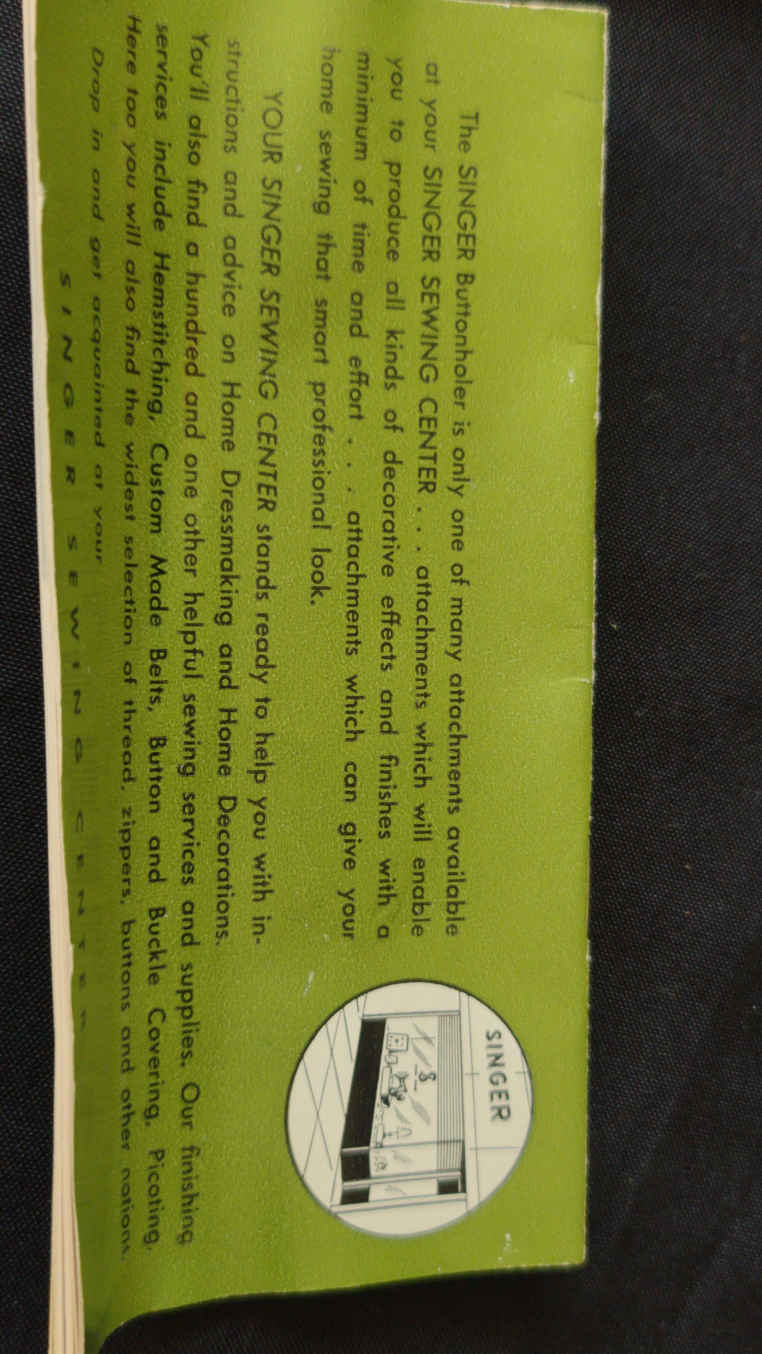 The SINGER Buttonholer is only one of many attachments available
at your SINGER SEWING CENTER . . . attachments which will enable
you to produce all kinds of decorative effects and finishes with a
minimum of time and effort . . . attachments which can give your
home sewing that smart professional look.
YOUR SINGER SEWING CENTER stands ready to help you with in-
structions and advice on Home Dressmaking and Home Decorations.
You'll also find a hundred and one other helpful sewing services and supplies. Our finishing
services include Hemstitching, Custom Made Belts, Button and Buckle Covering, Picoting.
Here too you will also find the widest selection of thread, zippers, buttons and other notions.
Drop in and get acquainted at your
SINGER SEWING CENTER
SINGER